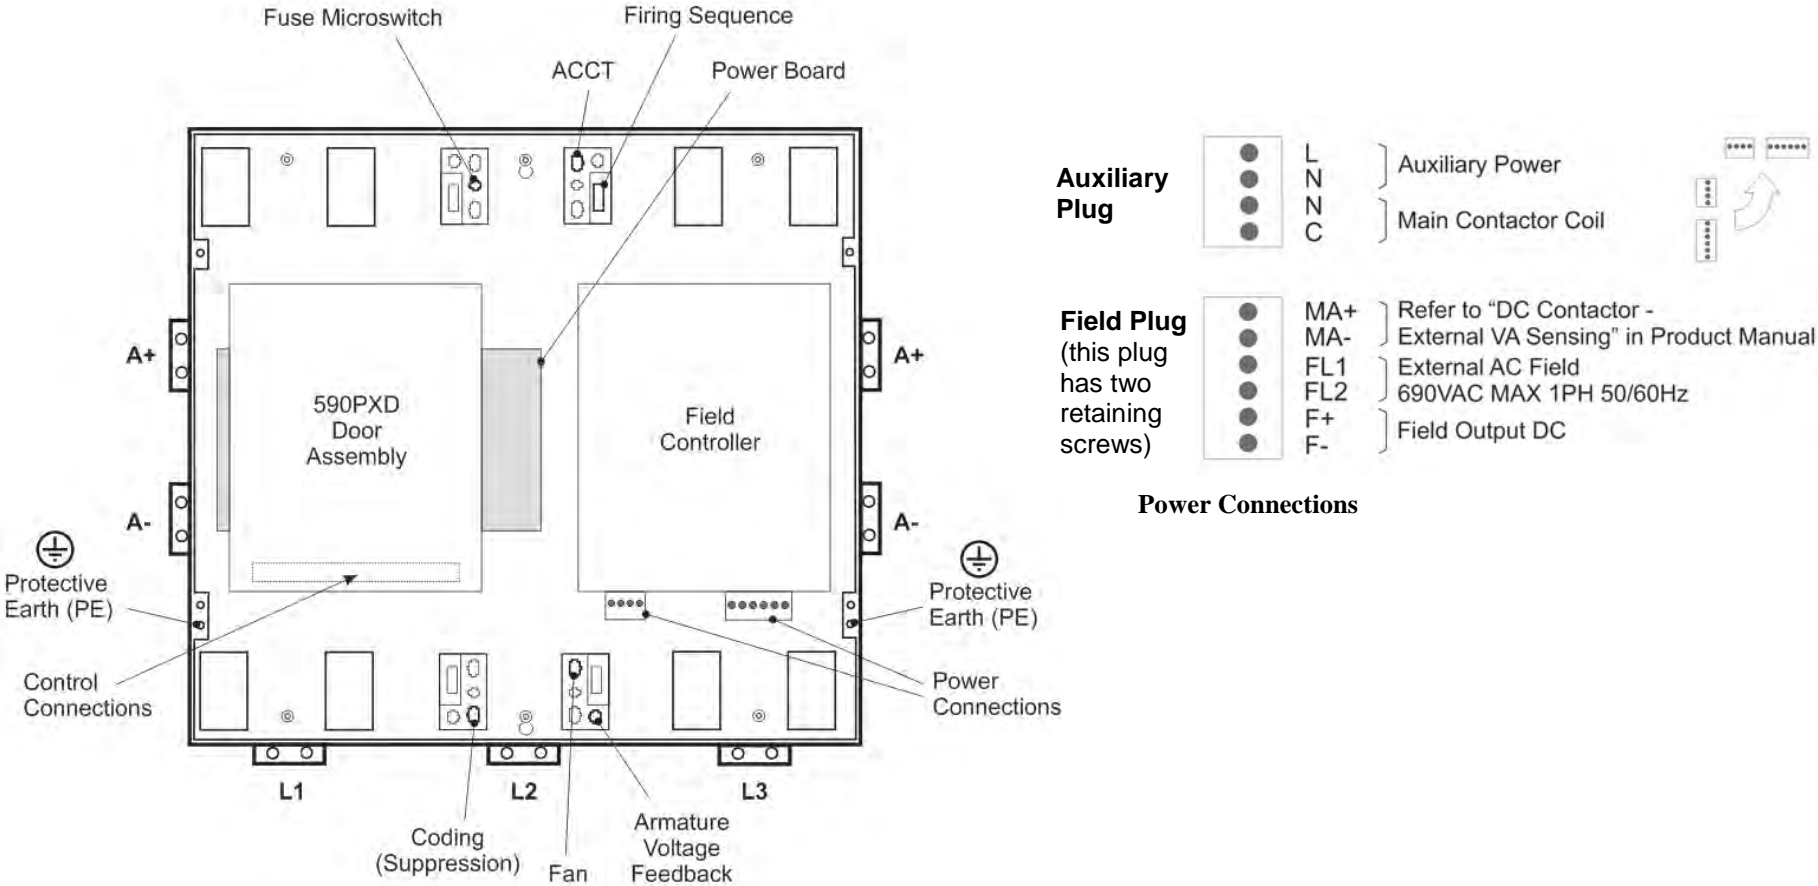 Fuse Microswitch
Firing Sequence
ACCT
Power Board
A+
A-
590PXD
Door
Assembly
Field
Controller
A+
A-
Protective
Earth (PE)
Control
Connections
Protective
Earth (PE)
Power
Connections
L1
L2
L3
Coding
(Suppression)
Fan
Armature
Voltage
Feedback
Auxiliary
Plug
L
N
N
C
Auxiliary Power
Main Contactor Coil
Field Plug
(this plug
has two
retaining
screws)
MA+
MA-
FL1
FL2
F+
F-
Refer to “DC Contactor -
External VA Sensing” in Product Manual
External AC Field
690VAC MAX 1PH 50/60Hz
Field Output DC
Power Connections